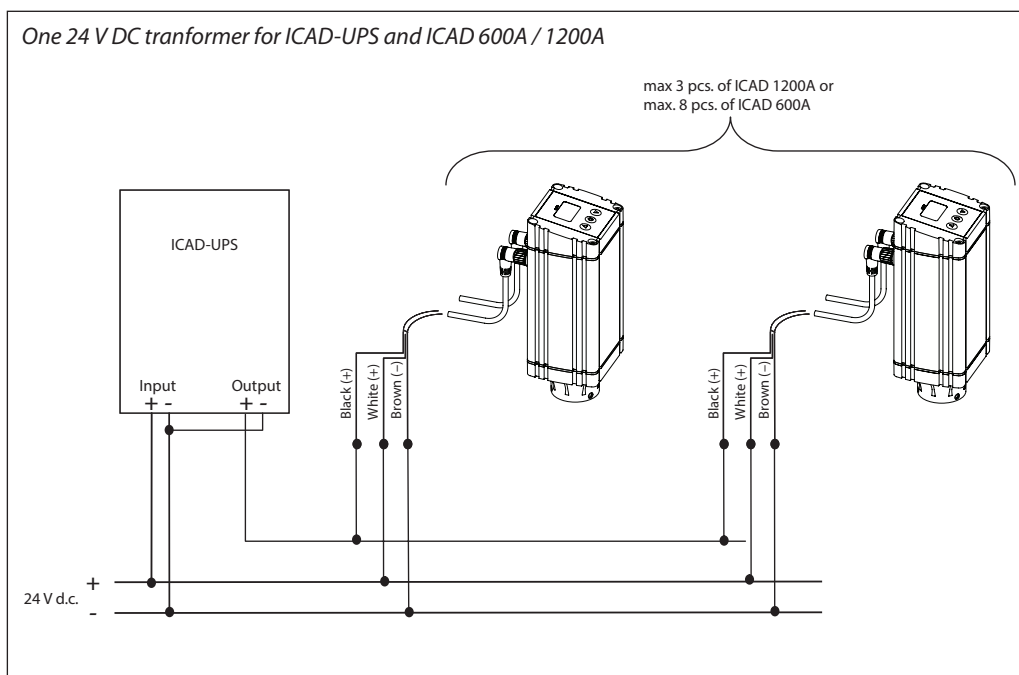 One 24 V DC tranformer for ICAD-UPS and ICAD 600A / 1200A
max 3 pcs. of ICAD 1200A or
max. 8 pcs. of ICAD 600A
ICAD-UPS
Input Output
+ - + -
Black (+)
White (+)
Brown (–)
Black (+)
White (+)
Brown (–)
+
24 V d.c.
-